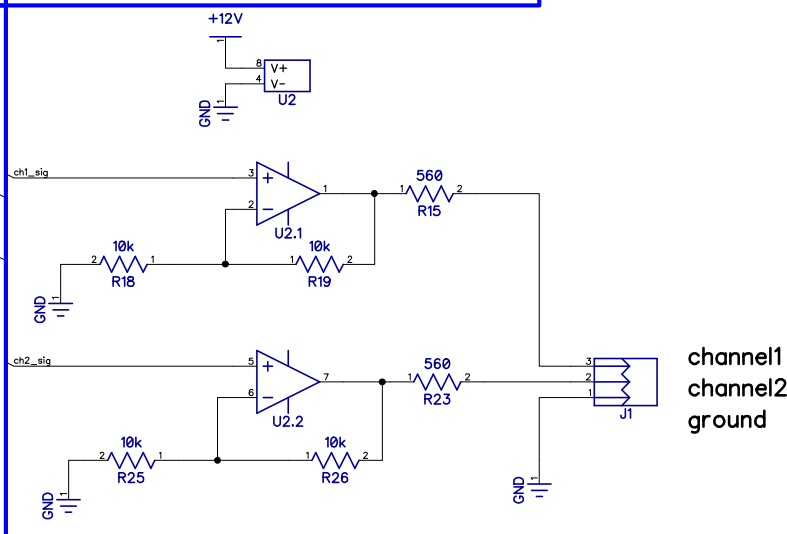 +12V
1
8 V+
4 V-
U2
1
GND
ch1_sig
3 +
1
2 -
U2.1
560
1 2
R15
10k
2 1
R18
10k
1 2
R19
1
GND
ch2_sig
5 +
7
6 -
U2.2
560
1 2
R23
10k
2 1
R25
10k
1 2
R26
1
GND
3
2
1
J1
1
GND
channel1
channel2
ground